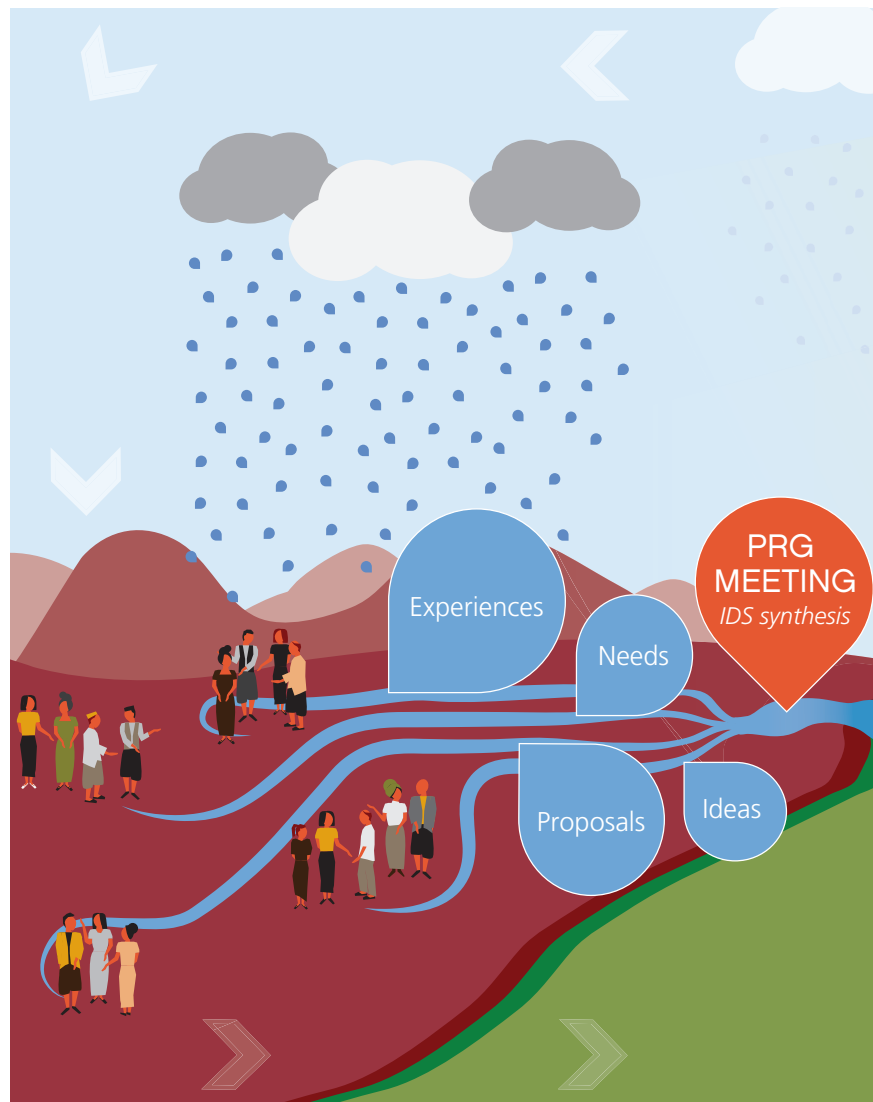 PRG
MEETING
IDS synthesis
Experiences
Needs
Proposals
Ideas